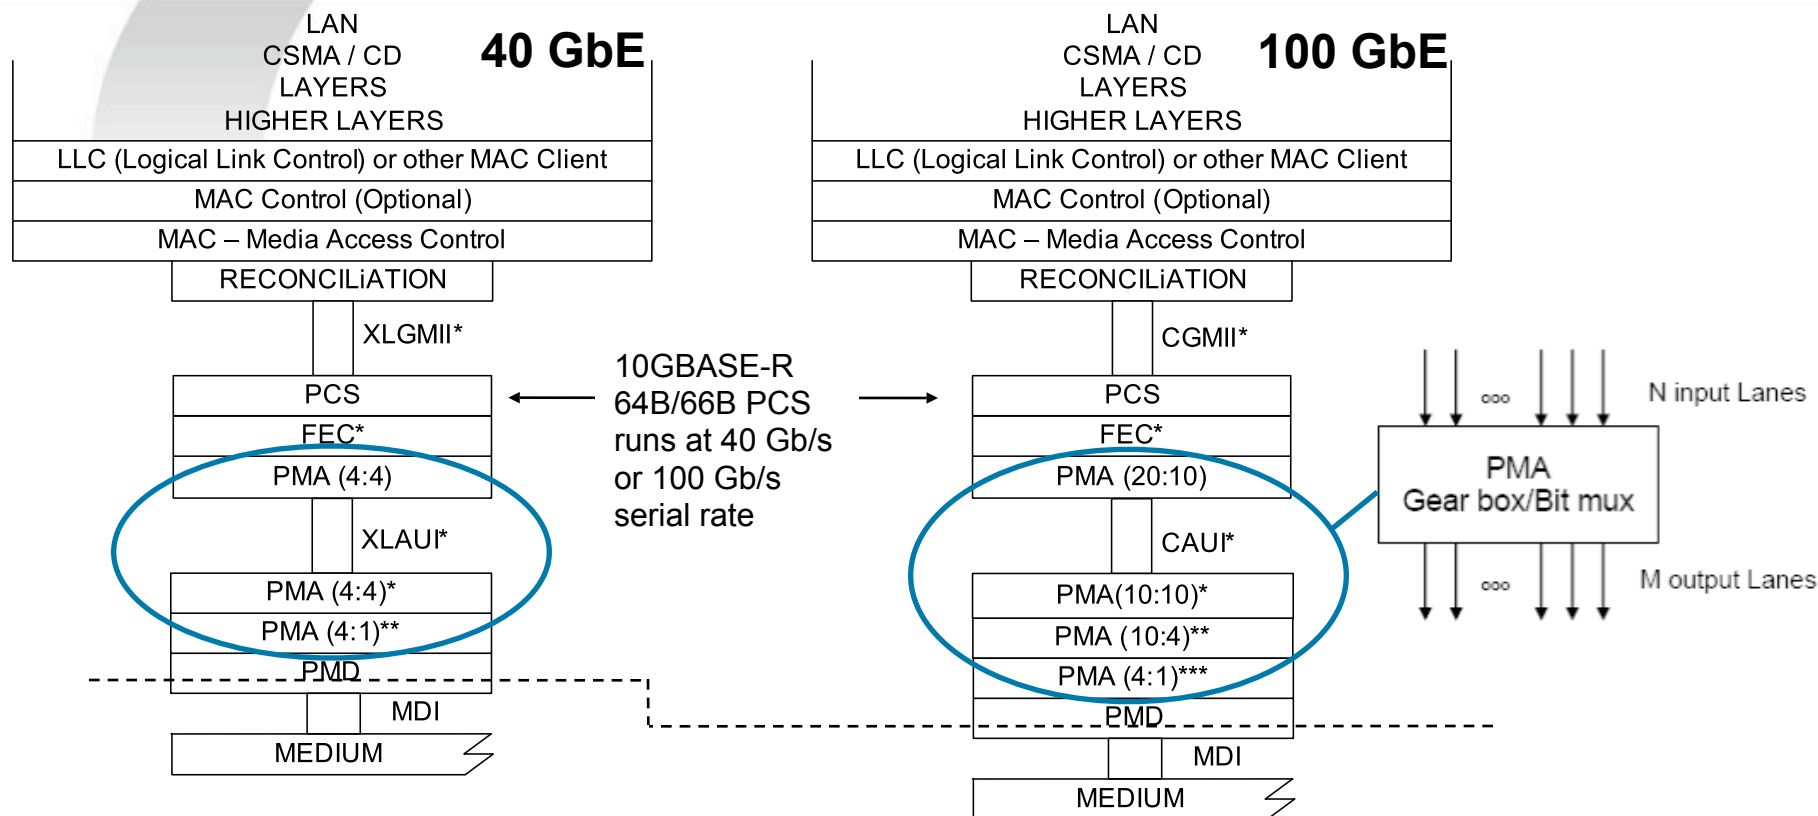 LAN
CSMA / CD
LAYERS
HIGHER LAYERS
40 GbE
LLC (Logical Link Control) or other MAC Client
MAC Control (Optional)
MAC – Media Access Control
RECONCILiATION
XLGMII*
PCS
FEC*
PMA (4:4)
XLAUI*
PMA (4:4)*
PMA (4:1)**
PMD
MDI
MEDIUM
10GBASE-R
64B/66B PCS
runs at 40 Gb/s
or 100 Gb/s
serial rate
LAN
CSMA / CD
LAYERS
HIGHER LAYERS
100 GbE
LLC (Logical Link Control) or other MAC Client
MAC Control (Optional)
MAC – Media Access Control
RECONCILiATION
CGMII*
PCS
FEC*
PMA (20:10)
CAUI*
PMA(10:10)*
PMA (10:4)**
PMA (4:1)***
PMD
MDI
MEDIUM
N input Lanes
PMA
Gear box/Bit mux
M output Lanes